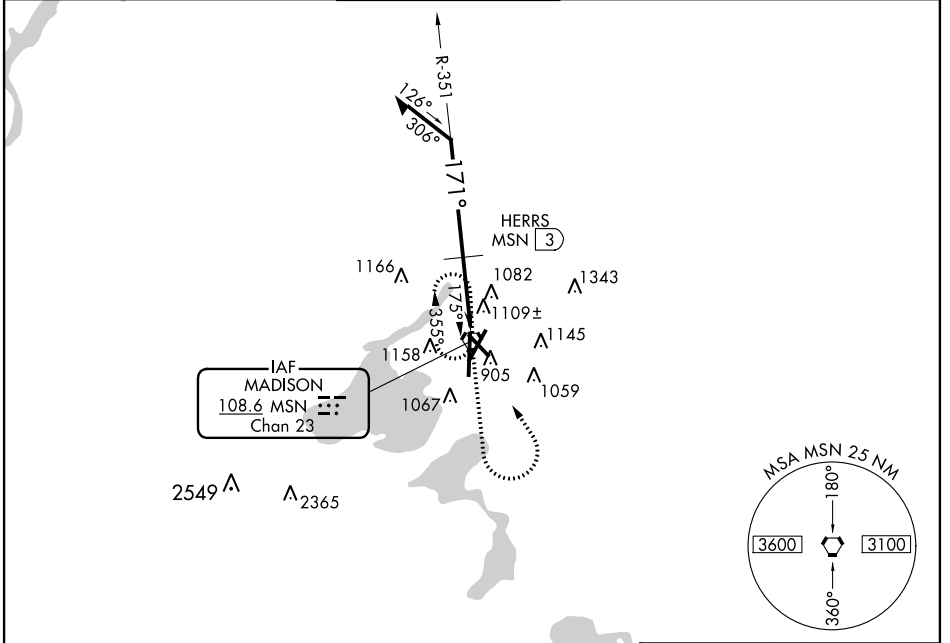 R-351
126°
306°
171°
HERRS
MSN 3
1166
1082
1343
1109±
175°
355°
1158
1145
905
1059
1067
IAF
MADISON
108.6 MSN
Chan 23
2549
2365
MSA MSN 25 NM
180°
3600
3100
360°